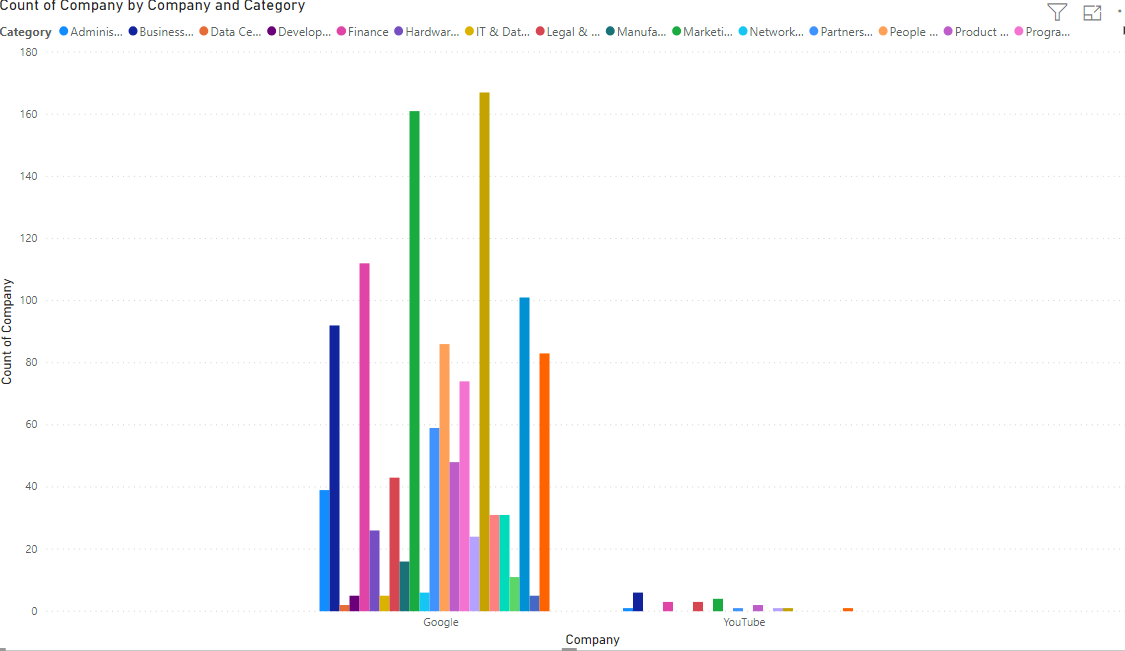 Count of Company by Company and Category
Category Adminis... Business... Data Ce... Develop... Finance Hardwar... IT & Dat... Legal & ... Manufa... Marketi... Network... Partners... People ... Product ... Progra...
180
160
140
120
100
80
60
40
20
0
Count of Company
Google YouTube
Company